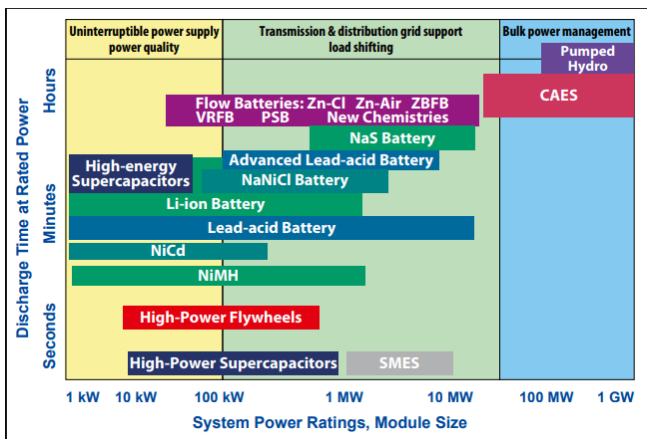 Uninterruptible power supply
power quality
Transmission & distribution grid support
load shifting
Bulk power management
Pumped
Hydro
CAES
Flow Batteries: Zn-Cl Zn-Air ZBFB
VRFB PSB New Chemistries
NaS Battery
Advanced Lead-acid Battery
High-energy
Supercapacitors
NaNiCl Battery
Li-ion Battery
Lead-acid Battery
NiCd
NiMH
High-Power Flywheels
High-Power Supercapacitors
SMES
Discharge Time at Rated Power
Hours
Minutes
Seconds
1 kW 10 kW 100 kW 1 MW 10 MW 100 MW 1 GW
System Power Ratings, Module Size